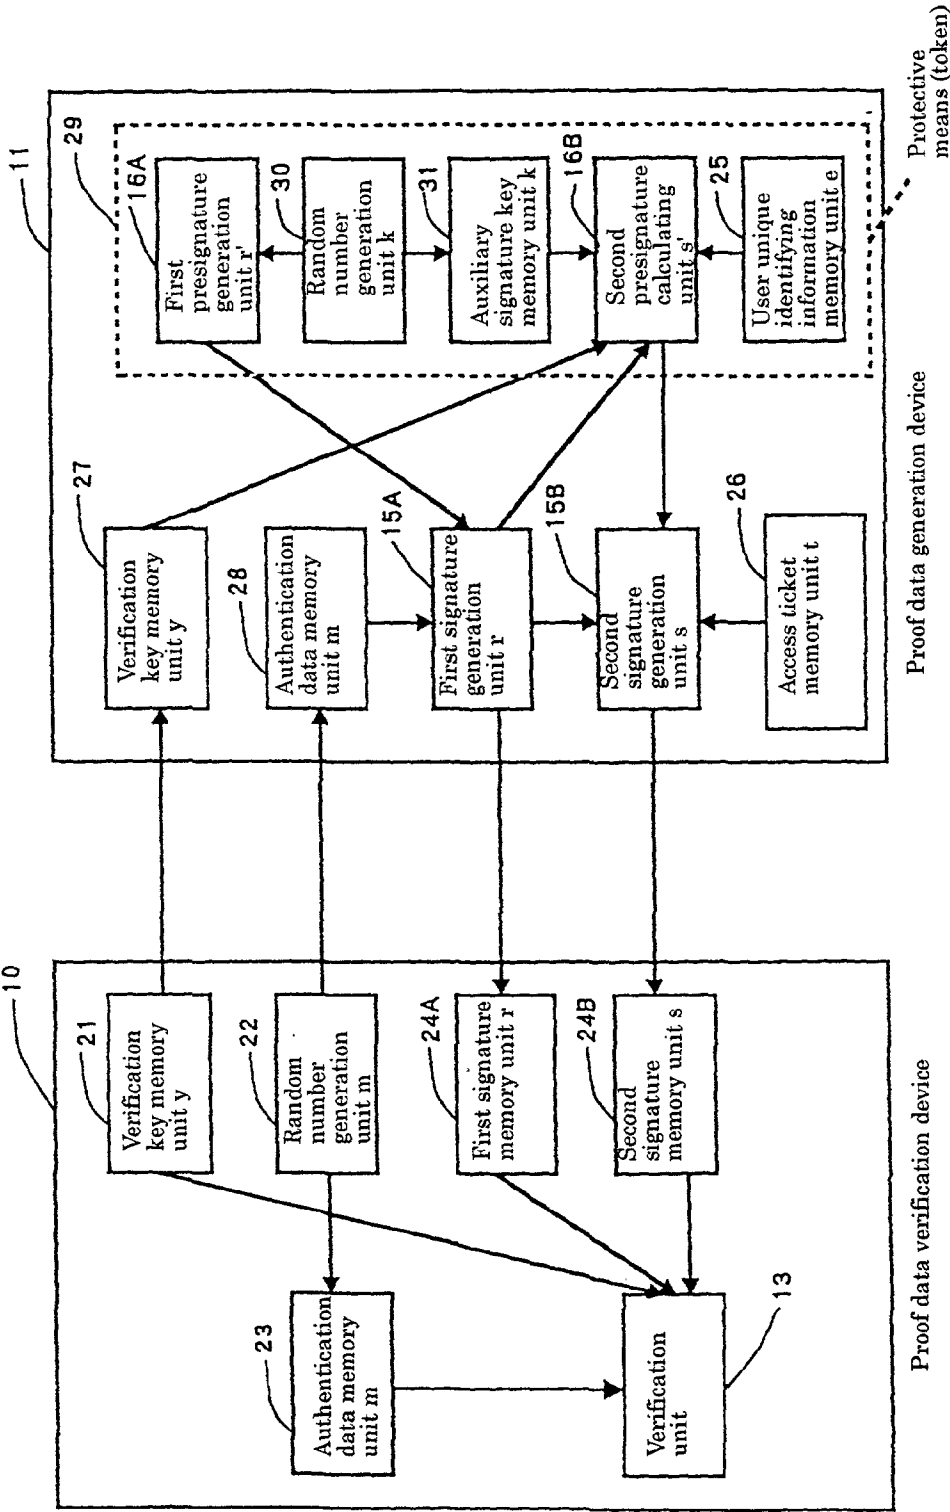 10
21
Verification
key memory
unit y
22
Random
number
generation
unit m
23
Authentication
data memory
unit m
24A
First signature
memory unit r
24B
Second
signature
memory unit s
Verification
unit
13
Proof data verification device
11
27
Verification
key memory
unit y
28
Authentication
data memory
unit m
15A
First signature
generation
unit r
15B
Second
signature
generation
unit s
26
Access ticket
memory unit t
29
16A
First
presignature
generation
unit r'
30
Random
number
generation
unit k
31
Auxiliary
signature key
memory unit k
16B
Second
presignature
calculating
unit s'
25
User unique
identifying
information
memory unit e
Proof data generation device
Protective
means (token)